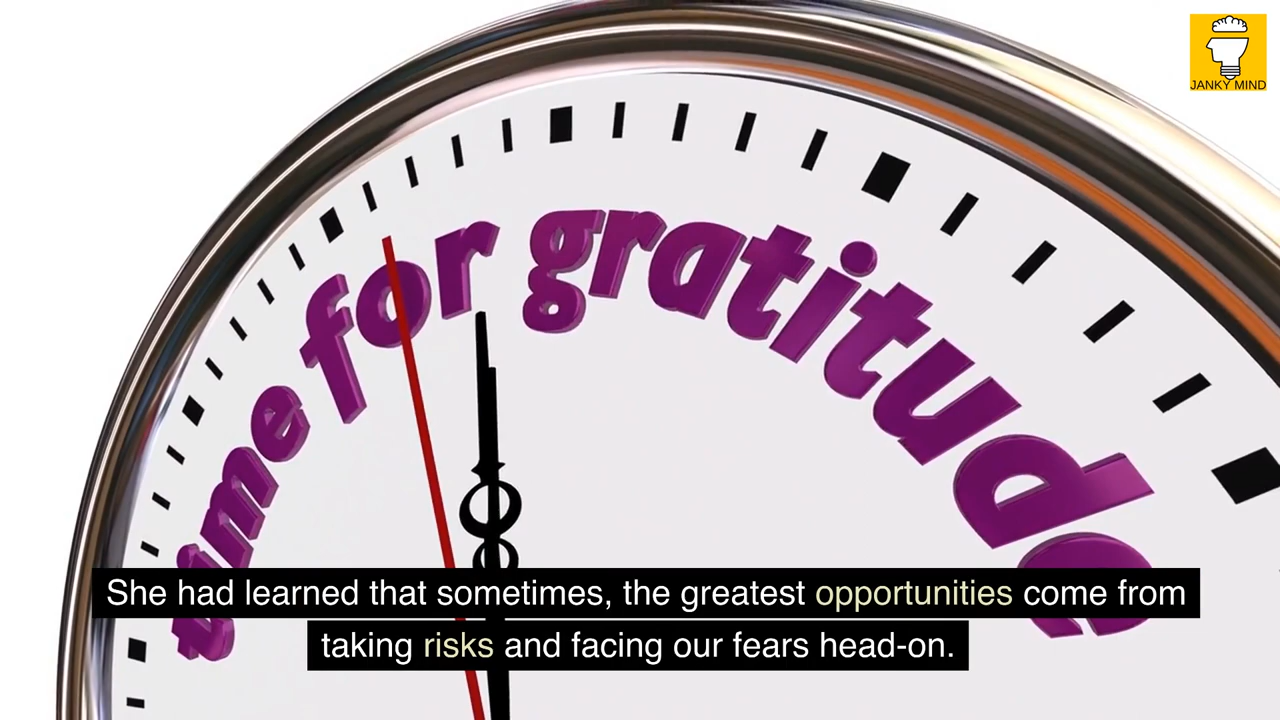 JANKY MIND
time for gratitude
She had learned that sometimes, the greatest opportunities come from
taking risks and facing our fears head-on.